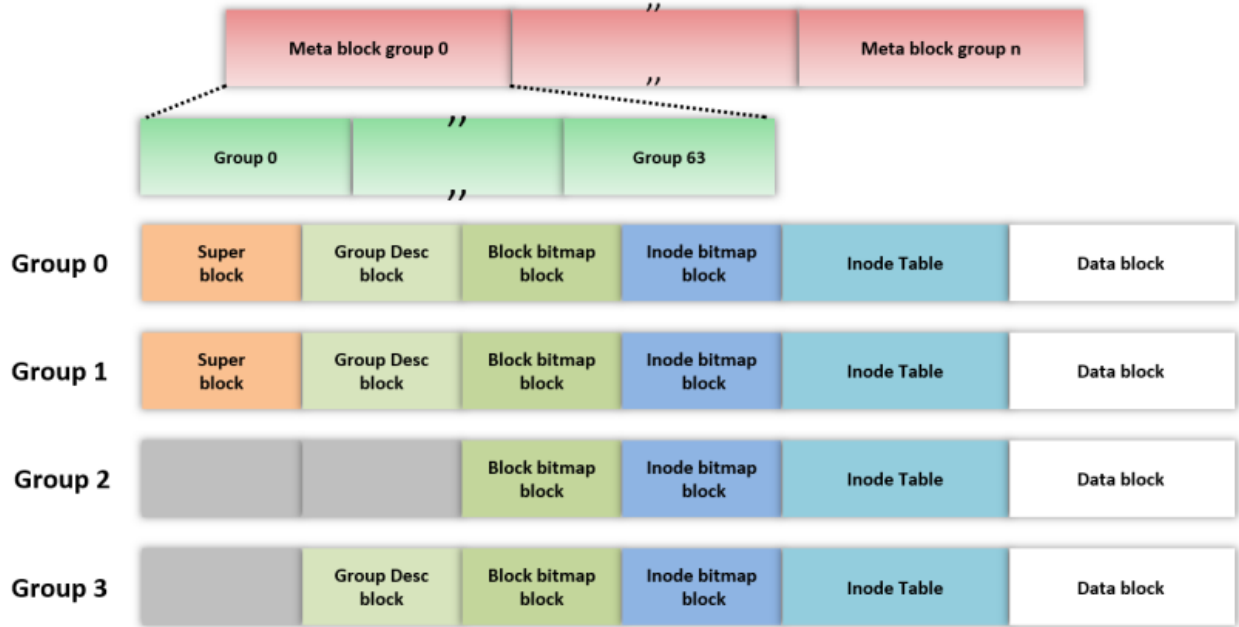 Meta block group 0
Meta block group n
Group 0
Group 63
Group 0
Super
block
Group Desc
block
Block bitmap
block
Inode bitmap
block
Inode Table
Data block
Group 1
Super
block
Group Desc
block
Block bitmap
block
Inode bitmap
block
Inode Table
Data block
Group 2
Block bitmap
block
Inode bitmap
block
Inode Table
Data block
Group 3
Group Desc
block
Block bitmap
block
Inode bitmap
block
Inode Table
Data block